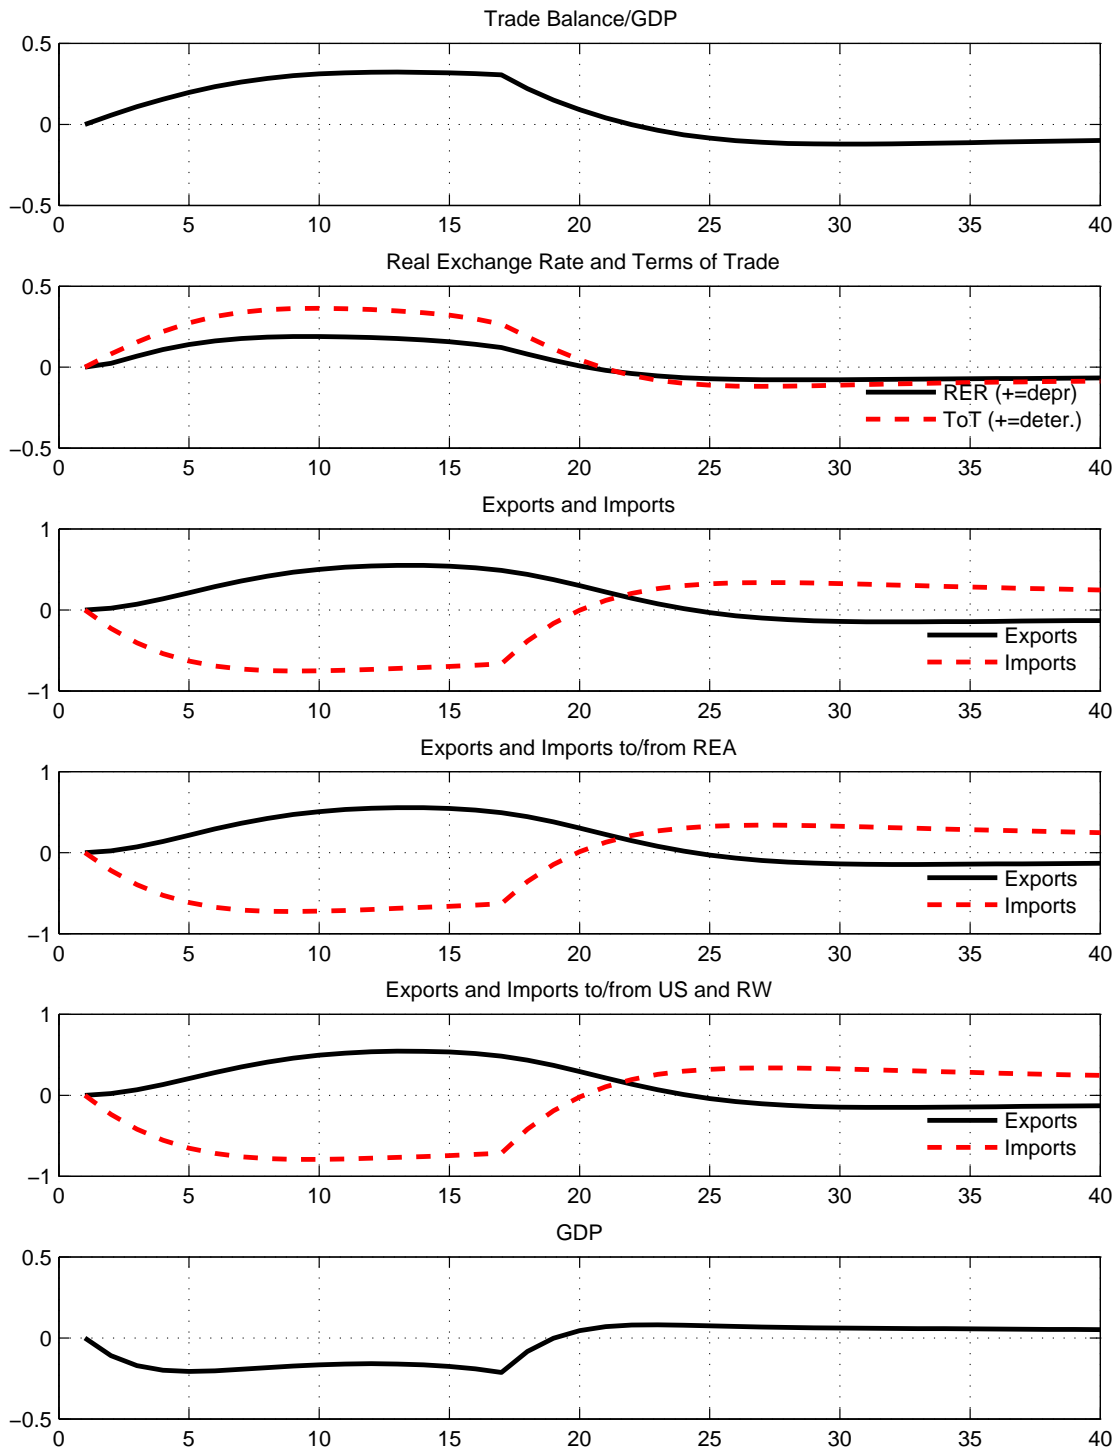 Trade Balance/GDP
0.5
0
−0.5
0 5 10 15 20 25 30 35 40
Real Exchange Rate and Terms of Trade
0.5
0
−0.5
RER (+=depr)
ToT (+=deter.)
0 5 10 15 20 25 30 35 40
Exports and Imports
1
0
−1
Exports
Imports
0 5 10 15 20 25 30 35 40
Exports and Imports to/from REA
1
0
−1
Exports
Imports
0 5 10 15 20 25 30 35 40
Exports and Imports to/from US and RW
1
0
−1
Exports
Imports
0 5 10 15 20 25 30 35 40
GDP
0.5
0
−0.5
0 5 10 15 20 25 30 35 40